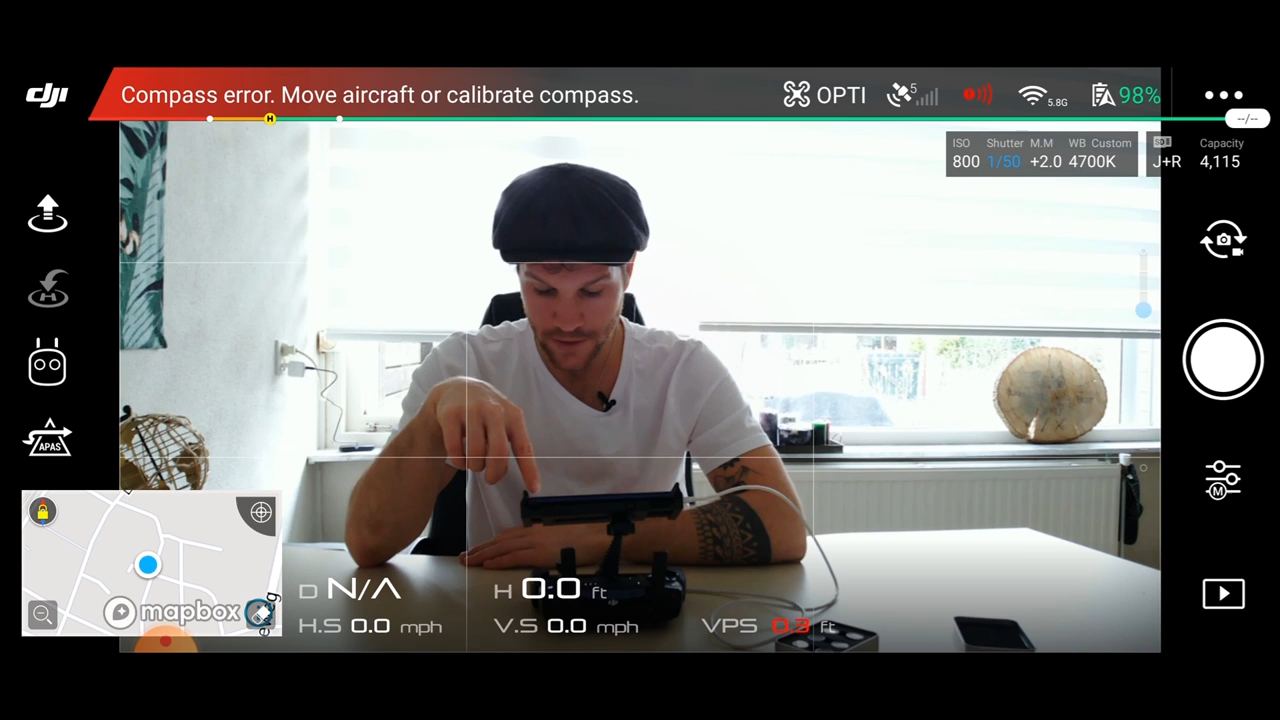 dji
Compass error. Move aircraft or calibrate compass.
OPTI
5
5.8G
98%
H
--/--
ISO Shutter M.M WB Custom
800 1/50 +2.0 4700K
SD
J+R
Capacity
4,115
H
APAS
M
mapbox
D N/A
H 0.0 ft
H.S 0.0 mph
V.S 0.0 mph
VPS 0.3 ft